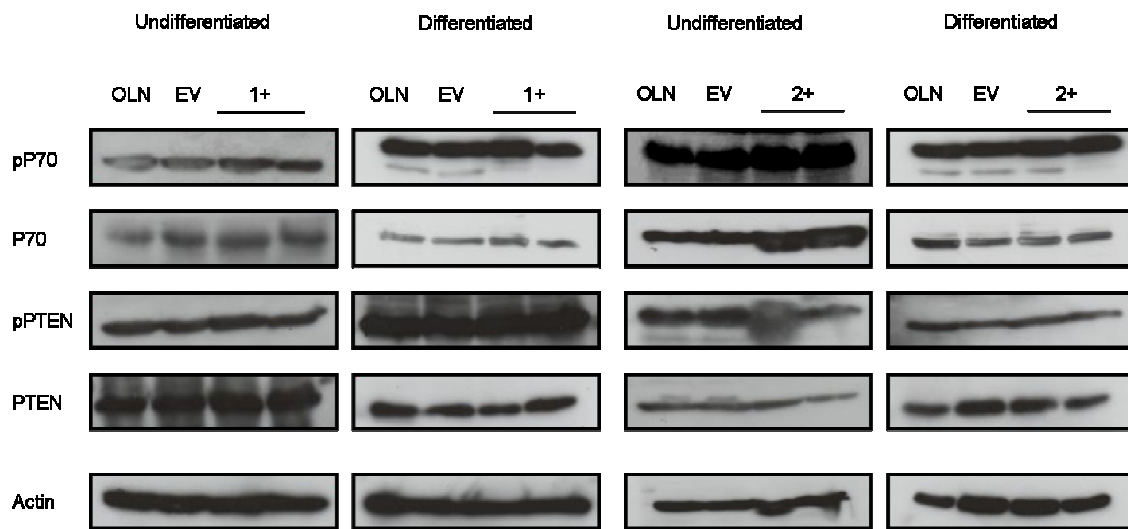 Undifferentiated Differentiated Undifferentiated Differentiated
OLN EV 1+ OLN EV 1+ OLN EV 2+ OLN EV 2+
pP70
P70
pPTEN
PTEN
Actin